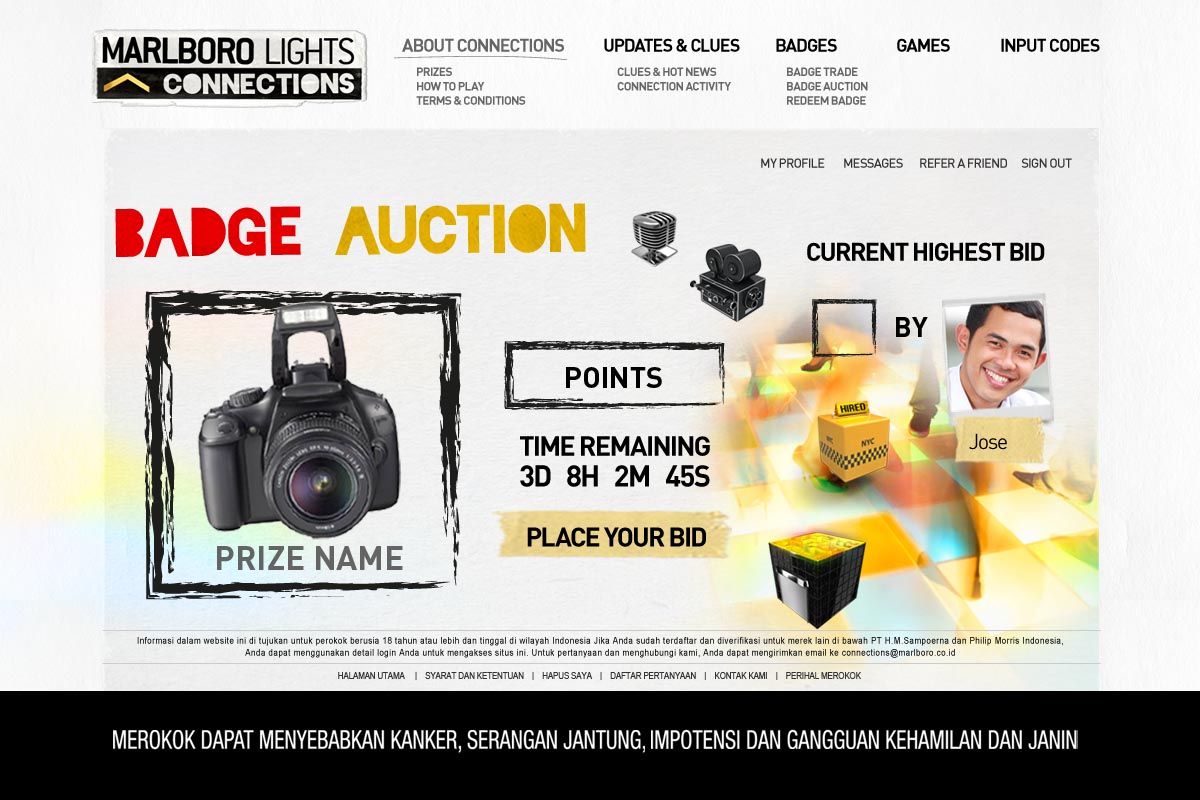 MARLBORO LIGHTS
CONNECTIONS
ABOUT CONNECTIONS
PRIZES
HOW TO PLAY
TERMS & CONDITIONS
UPDATES & CLUES
CLUES & HOT NEWS
CONNECTION ACTIVITY
BADGES
BADGE TRADE
BADGE AUCTION
REDEEM BADGE
GAMES
INPUT CODES
MY PROFILE MESSAGES REFER A FRIEND SIGN OUT
BADGE AUCTION
PRIZE NAME
POINTS
TIME REMAINING
3D 8H 2M 45S
PLACE YOUR BID
CURRENT HIGHEST BID
BY
Jose
HIRED
NYC
Informasi dalam website ini di tujukan untuk perokok berusia 18 tahun atau lebih dan tinggal di wilayah Indonesia Jika Anda sudah terdaftar dan diverifikasi untuk merek lain di bawah PT H.M.Sampoerna dan Philip Morris Indonesia,
Anda dapat menggunakan detail login Anda untuk mengakses situs ini. Untuk pertanyaan dan menghubungi kami, Anda dapat mengirimkan email ke connections@marlboro.co.id
HALAMAN UTAMA | SYARAT DAN KETENTUAN | HAPUS SAYA | DAFTAR PERTANYAAN | KONTAK KAMI | PERIHAL MEROKOK
MEROKOK DAPAT MENYEBABKAN KANKER, SERANGAN JANTUNG, IMPOTENSI DAN GANGGUAN KEHAMILAN DAN JANIN